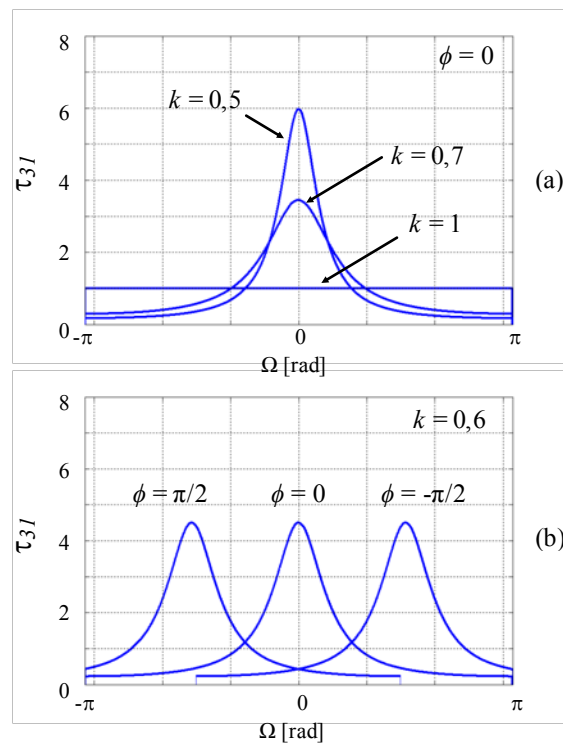 8
ϕ = 0
k = 0,5
6
k = 0,7
τ31
4
(a)
k = 1
2
0
-π
0
π
Ω [rad]
8
k = 0,6
6
ϕ = π/2
ϕ = 0
ϕ = -π/2
τ31
4
(b)
2
0
-π
0
π
Ω [rad]